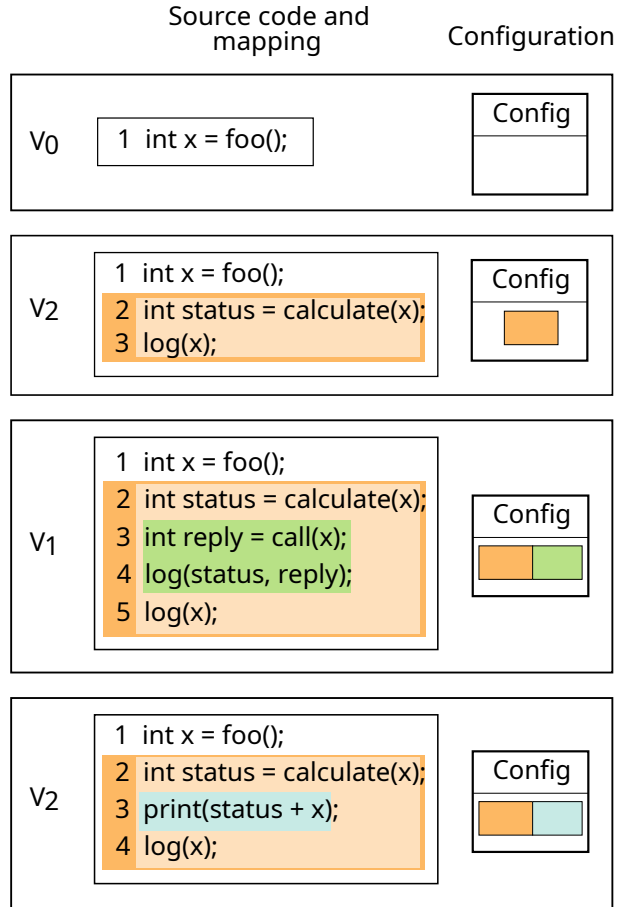 Source code and
mapping
Configuration
V0
1 int x = foo();
Config
V2
1 int x = foo();
2 int status = calculate(x);
3 log(x);
Config
V1
1 int x = foo();
2 int status = calculate(x);
3 int reply = call(x);
4 log(status, reply);
5 log(x);
Config
V2
1 int x = foo();
2 int status = calculate(x);
3 print(status + x);
4 log(x);
Config